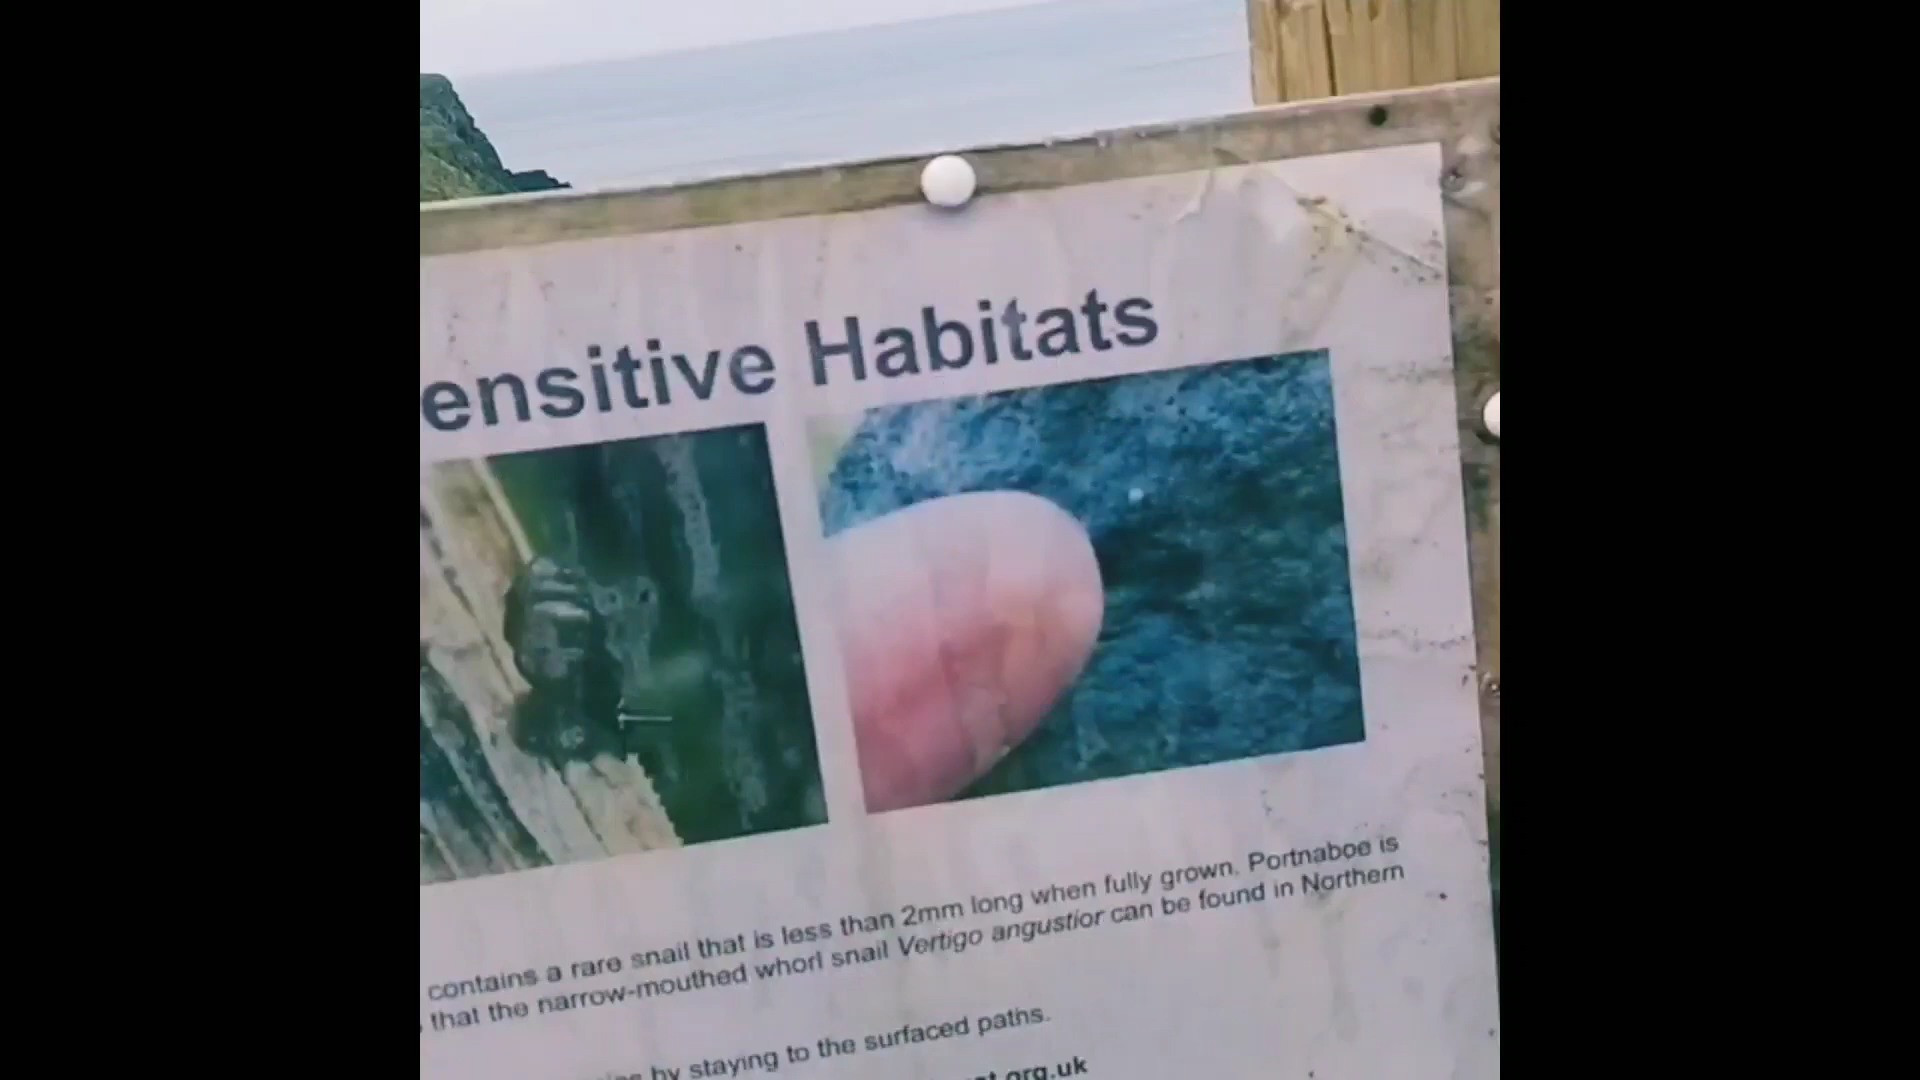 ensitive Habitats
contains a rare snail that is less than 2mm long when fully grown. Portnaboe is
that the narrow-mouthed whorl snail Vertigo angustior can be found in Northern
by staying to the surfaced paths.
.org.uk